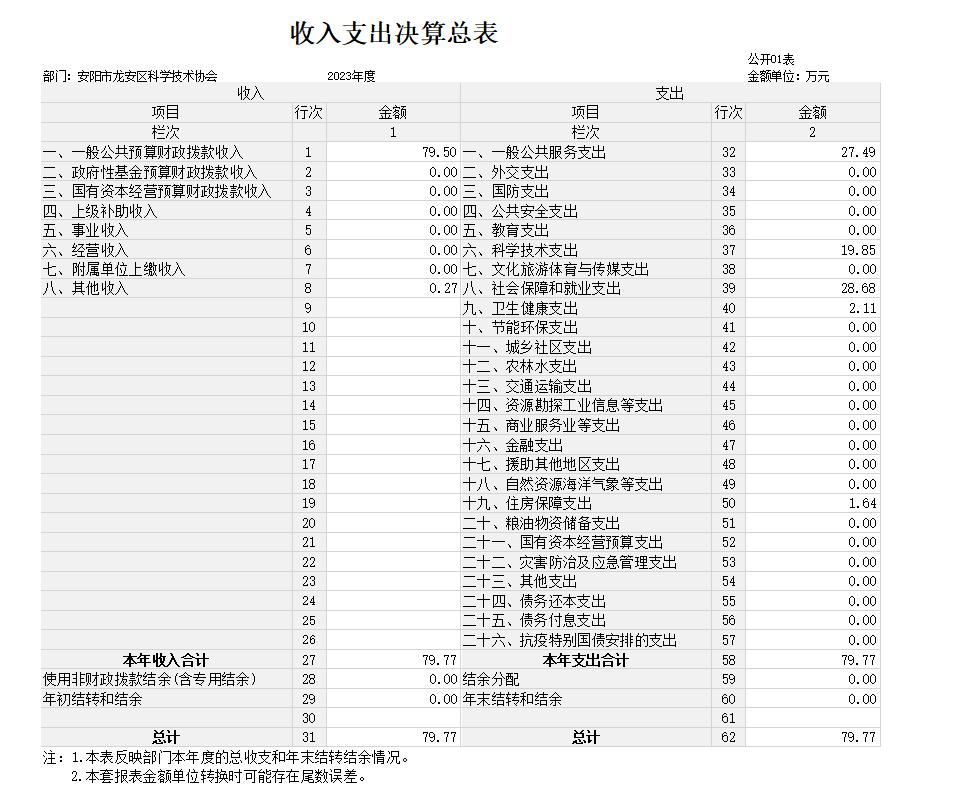 收入支出决算总表
公开01表
部门：安阳市龙安区科学技术协会 2023年度 金额单位：万元
收入 支出
项目 行次 金额 项目 行次 金额
栏次 1 栏次 2
一、一般公共预算财政拨款收入 1 79.50 一、一般公共服务支出 32 27.49
二、政府性基金预算财政拨款收入 2 0.00 二、外交支出 33 0.00
三、国有资本经营预算财政拨款收入 3 0.00 三、国防支出 34 0.00
四、上级补助收入 4 0.00 四、公共安全支出 35 0.00
五、事业收入 5 0.00 五、教育支出 36 0.00
六、经营收入 6 0.00 六、科学技术支出 37 19.85
七、附属单位上缴收入 7 0.00 七、文化旅游体育与传媒支出 38 0.00
八、其他收入 8 0.27 八、社会保障和就业支出 39 28.68
9 九、卫生健康支出 40 2.11
10 十、节能环保支出 41 0.00
11 十一、城乡社区支出 42 0.00
12 十二、农林水支出 43 0.00
13 十三、交通运输支出 44 0.00
14 十四、资源勘探工业信息等支出 45 0.00
15 十五、商业服务业等支出 46 0.00
16 十六、金融支出 47 0.00
17 十七、援助其他地区支出 48 0.00
18 十八、自然资源海洋气象等支出 49 0.00
19 十九、住房保障支出 50 1.64
20 二十、粮油物资储备支出 51 0.00
21 二十一、国有资本经营预算支出 52 0.00
22 二十二、灾害防治及应急管理支出 53 0.00
23 二十三、其他支出 54 0.00
24 二十四、债务还本支出 55 0.00
25 二十五、债务付息支出 56 0.00
26 二十六、抗疫特别国债安排的支出 57 0.00
本年收入合计 27 79.77 本年支出合计 58 79.77
使用非财政拨款结余(含专用结余) 28 0.00 结余分配 59 0.00
年初结转和结余 29 0.00 年末结转和结余 60 0.00
30 61
总计 31 79.77 总计 62 79.77
注：1.本表反映部门本年度的总收支和年末结转结余情况。
2.本套报表金额单位转换时可能存在尾数误差。